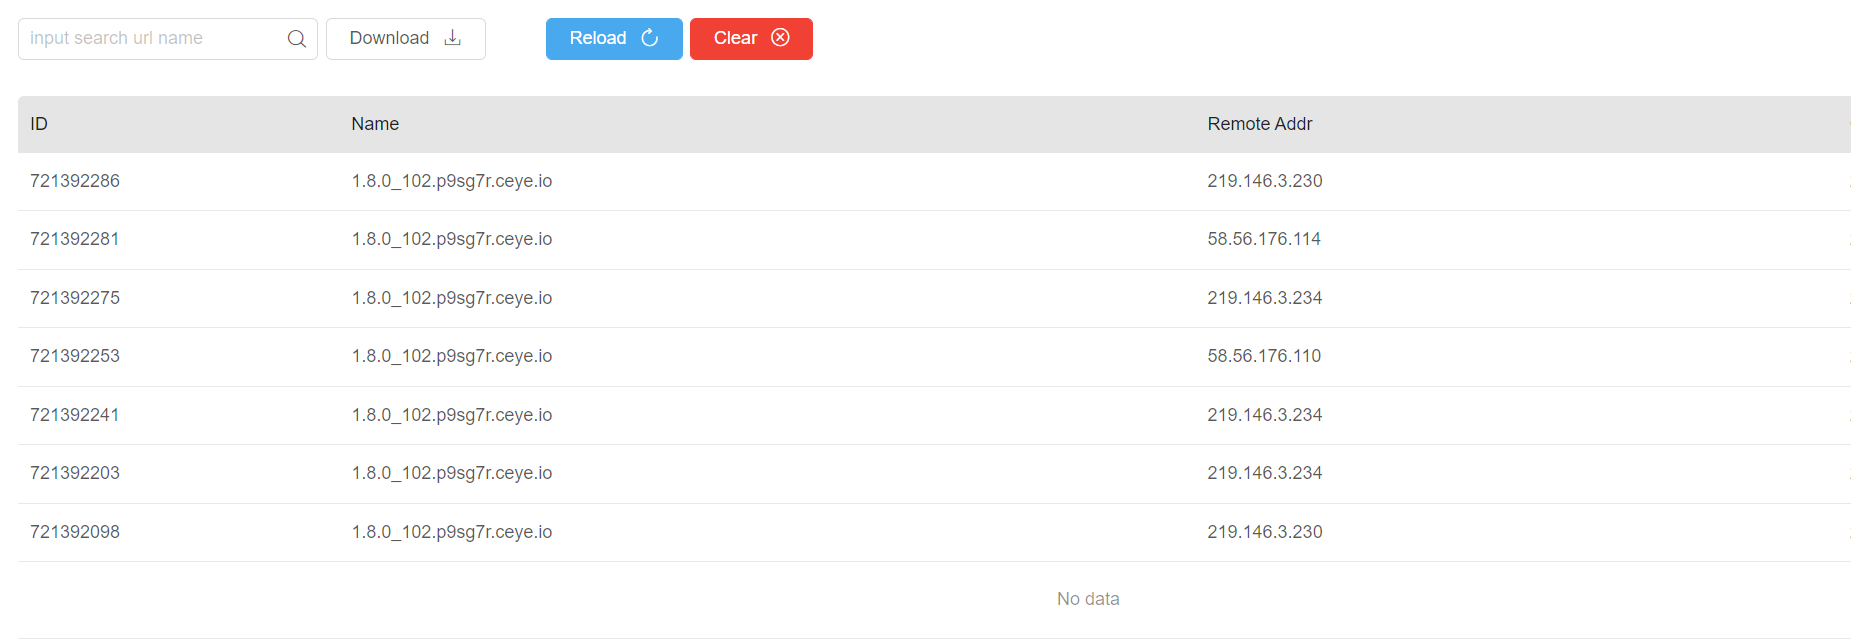 input search url name Download Reload Clear
ID Name Remote Addr
721392286 1.8.0_102.p9sg7r.ceye.io 219.146.3.230
721392281 1.8.0_102.p9sg7r.ceye.io 58.56.176.114
721392275 1.8.0_102.p9sg7r.ceye.io 219.146.3.234
721392253 1.8.0_102.p9sg7r.ceye.io 58.56.176.110
721392241 1.8.0_102.p9sg7r.ceye.io 219.146.3.234
721392203 1.8.0_102.p9sg7r.ceye.io 219.146.3.234
721392098 1.8.0_102.p9sg7r.ceye.io 219.146.3.230
No data